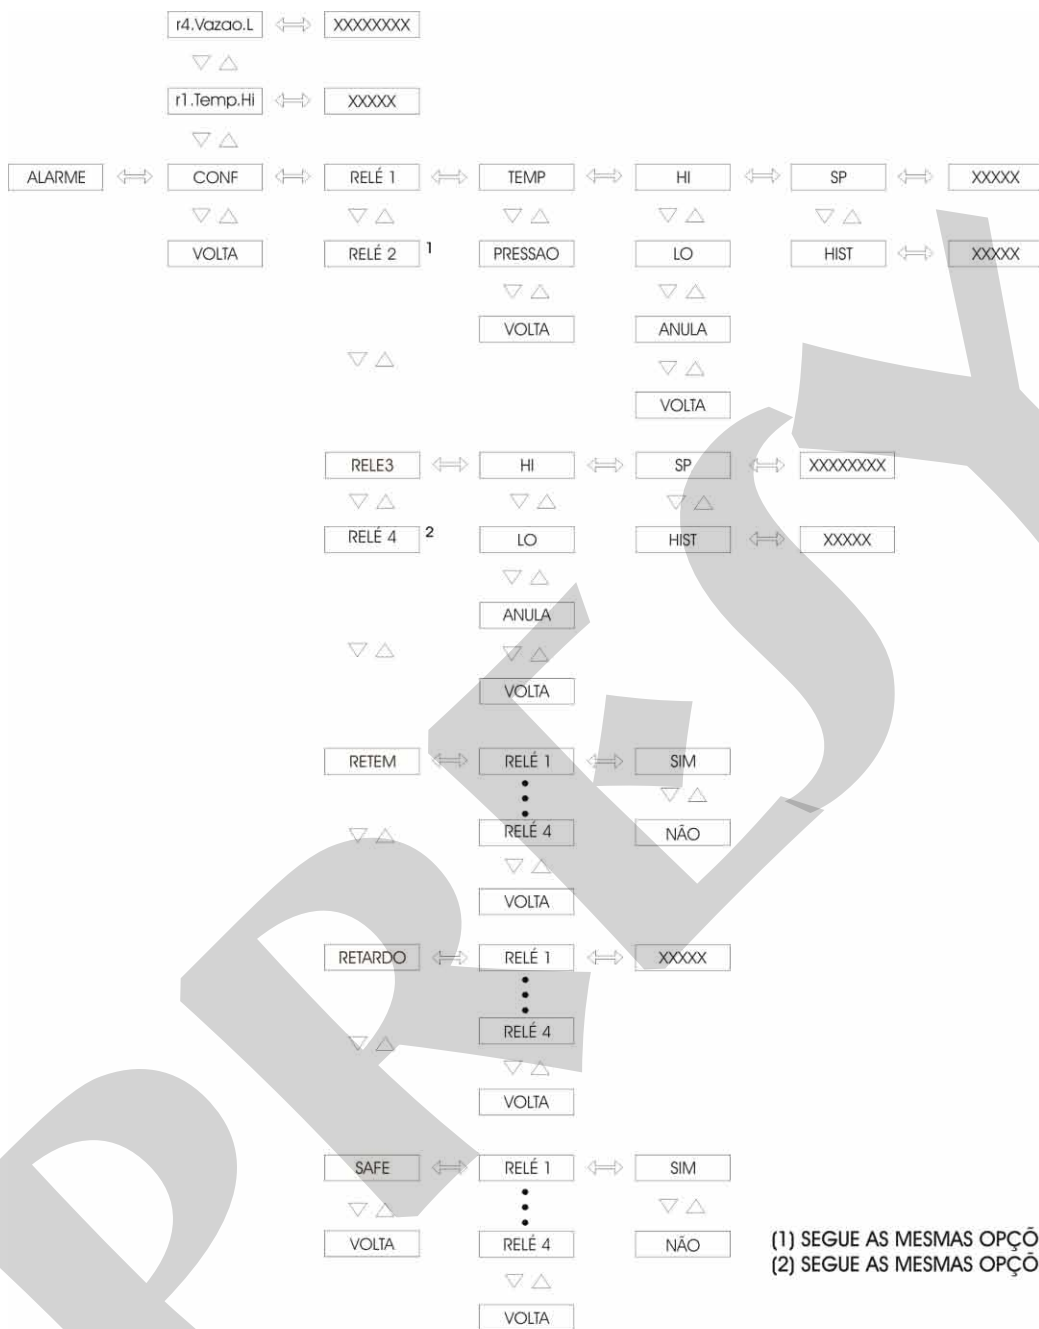 r4.Vazao.L XXXXXXXX
r1.Temp.Hi XXXXX
ALARME CONF RELÉ 1 TEMP HI SP XXXXX
VOLTA RELÉ 2 1 PRESSAO LO HIST XXXXX
VOLTA ANULA
VOLTA
RELE3 HI SP XXXXXXXX
RELÉ 4 2 LO HIST XXXXX
ANULA
VOLTA
RETEM RELÉ 1 SIM
RELÉ 4 NÃO
VOLTA
RETARDO RELÉ 1 XXXXX
RELÉ 4
VOLTA
SAFE RELÉ 1 SIM
VOLTA RELÉ 4 NÃO
VOLTA
(1) SEGUE AS MESMAS OPÇÕ
(2) SEGUE AS MESMAS OPÇÕ
PRESY